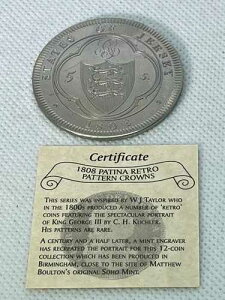 STATES OF JERSEY
5 s.
Certificate
1808 PATINA RETRO
PATTERN CROWNS
THIS SERIES WAS INSPIRED BY W J TAYLOR WHO
IN THE 1800S PRODUCED A NUMBER OF 'RETRO'
COINS FEATURING THE SPECTACULAR PORTRAIT
OF KING GEORGE III BY C. H. KUCHLER.
HIS PATTERNS ARE RARE.
A CENTURY AND A HALF LATER, A MINT ENGRAVER
HAS RECREATED THE PORTRAIT FOR THIS 12-COIN
COLLECTION WHICH HAS BEEN PRODUCED IN
BIRMINGHAM, CLOSE TO THE SITE OF MATTHEW
BOULTON'S ORIGINAL SOHO MINT.